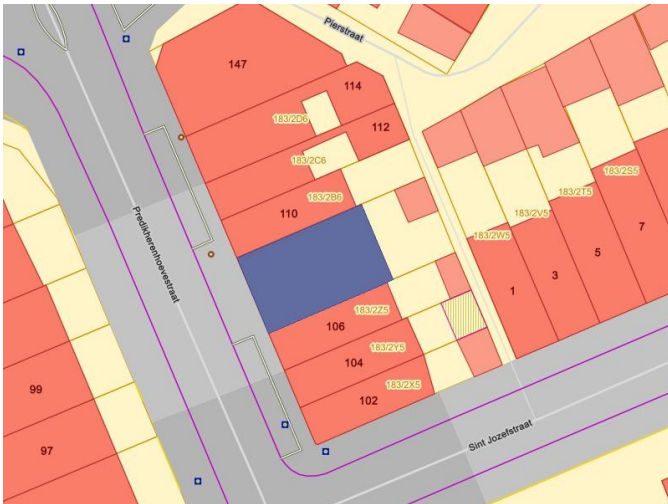 Pierstraat
147
114
183/2D6
112
183/2C6
183/2B6
110
183/2S5
183/2T5
183/2V5
183/2W5
7
5
3
1
Predikherenhoevestraat
183/2Z5
106
183/2Y5
104
183/2X5
102
99
97
Sint Jozefstraat